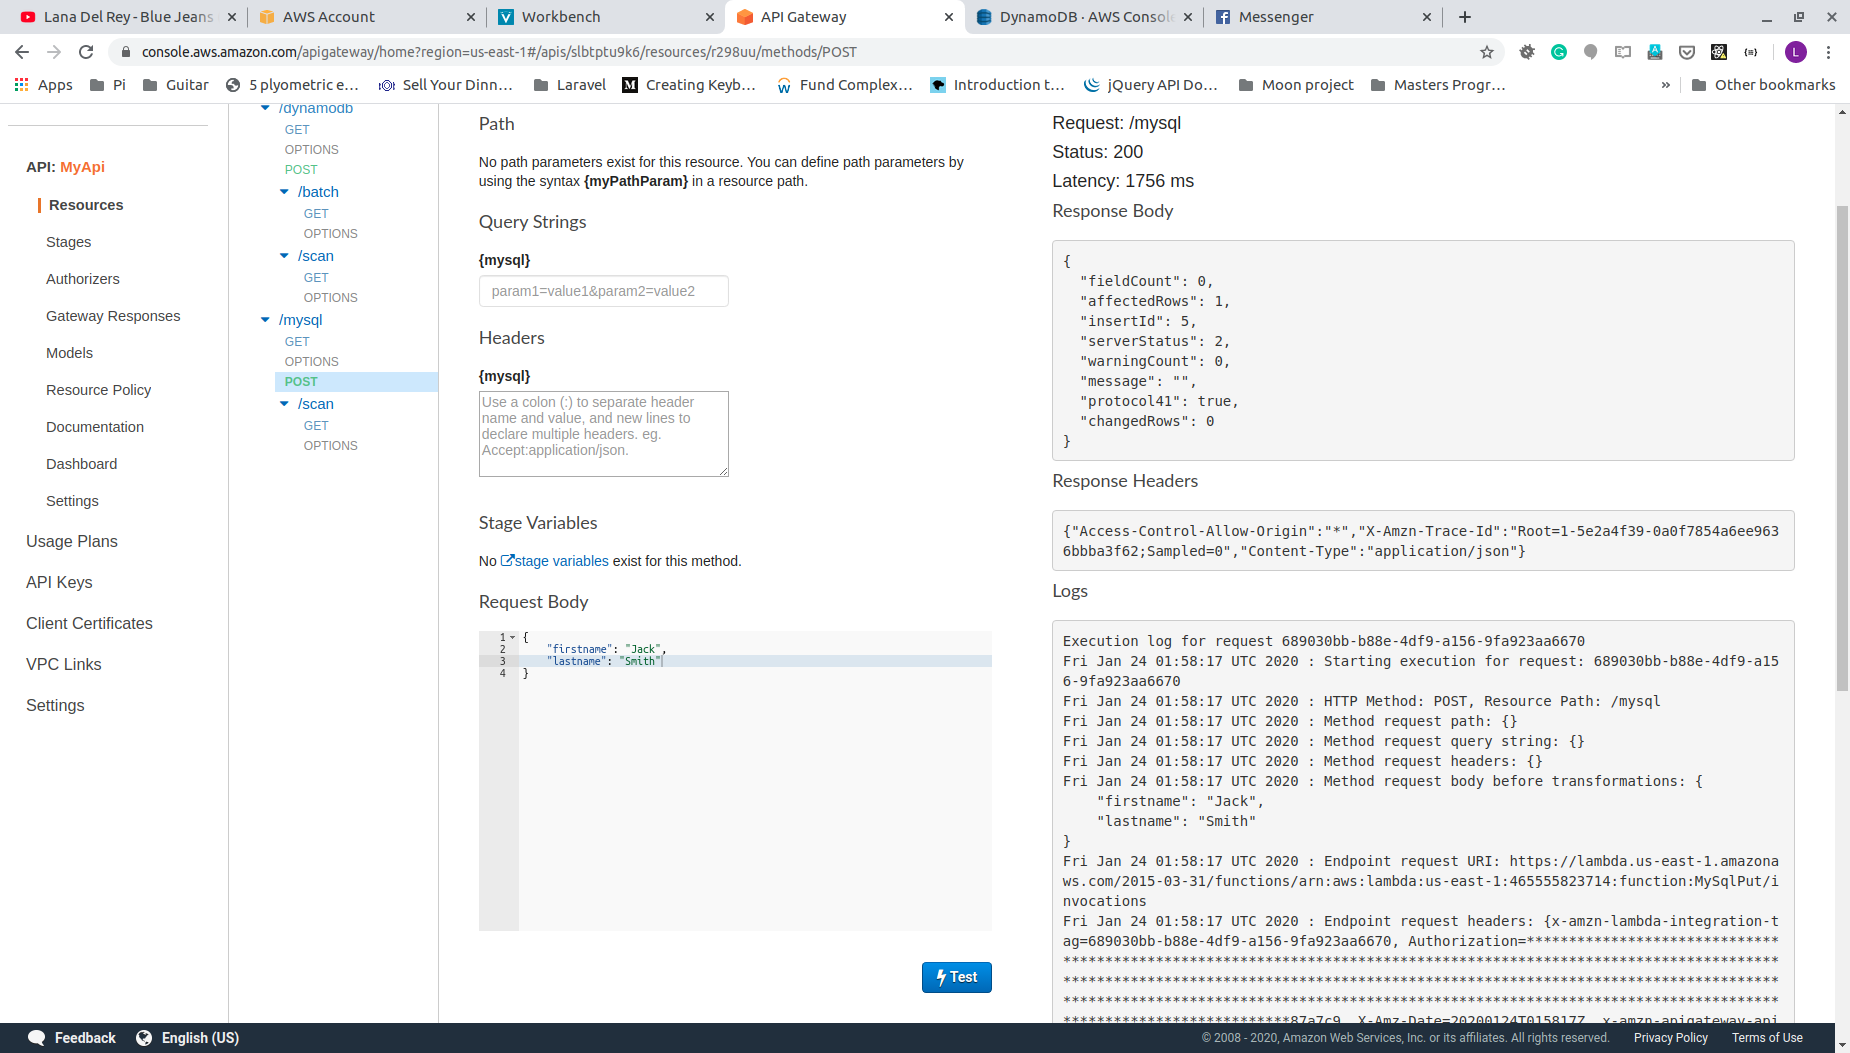 Lana Del Rey - Blue Jeans
AWS Account
Workbench
API Gateway
DynamoDB · AWS Consol
Messenger
console.aws.amazon.com/apigateway/home?region=us-east-1#/apis/slbtptu9k6/resources/r298uu/methods/POST
L
Apps
Pi
Guitar
5 plyometric e...
Sell Your Dinn...
Laravel
Creating Keyb...
Fund Complex...
Introduction t...
jQuery API Do...
Moon project
Masters Progr...
»
Other bookmarks
API: MyApi
Resources
Stages
Authorizers
Gateway Responses
Models
Resource Policy
Documentation
Dashboard
Settings
Usage Plans
API Keys
Client Certificates
VPC Links
Settings
/dynamodb
GET
OPTIONS
POST
/batch
GET
OPTIONS
/scan
GET
OPTIONS
/mysql
GET
OPTIONS
POST
/scan
GET
OPTIONS
Path
No path parameters exist for this resource. You can define path parameters by
using the syntax {myPathParam} in a resource path.
Query Strings
{mysql}
param1=value1&param2=value2
Headers
{mysql}
Use a colon (:) to separate header
name and value, and new lines to
declare multiple headers. eg.
Accept:application/json.
Stage Variables
No stage variables exist for this method.
Request Body
1 {
2 "firstname": "Jack",
3 "lastname": "Smith"
4 }
Test
Request: /mysql
Status: 200
Latency: 1756 ms
Response Body
{
"fieldCount": 0,
"affectedRows": 1,
"insertId": 5,
"serverStatus": 2,
"warningCount": 0,
"message": "",
"protocol41": true,
"changedRows": 0
}
Response Headers
{"Access-Control-Allow-Origin":"*","X-Amzn-Trace-Id":"Root=1-5e2a4f39-0a0f7854a6ee963
6bbba3f62;Sampled=0","Content-Type":"application/json"}
Logs
Execution log for request 689030bb-b88e-4df9-a156-9fa923aa6670
Fri Jan 24 01:58:17 UTC 2020 : Starting execution for request: 689030bb-b88e-4df9-a15
6-9fa923aa6670
Fri Jan 24 01:58:17 UTC 2020 : HTTP Method: POST, Resource Path: /mysql
Fri Jan 24 01:58:17 UTC 2020 : Method request path: {}
Fri Jan 24 01:58:17 UTC 2020 : Method request query string: {}
Fri Jan 24 01:58:17 UTC 2020 : Method request headers: {}
Fri Jan 24 01:58:17 UTC 2020 : Method request body before transformations: {
"firstname": "Jack",
"lastname": "Smith"
}
Fri Jan 24 01:58:17 UTC 2020 : Endpoint request URI: https://lambda.us-east-1.amazona
ws.com/2015-03-31/functions/arn:aws:lambda:us-east-1:465555823714:function:MySqlPut/i
nvocations
Fri Jan 24 01:58:17 UTC 2020 : Endpoint request headers: {x-amzn-lambda-integration-t
ag=689030bb-b88e-4df9-a156-9fa923aa6670, Authorization=******************************
*************************************************************************************
*************************************************************************************
*************************************************************************************
***************************87a7c9, X-Amz-Date=20200124T015817Z, x-amzn-apigateway-api
Feedback
English (US)
© 2008 - 2020, Amazon Web Services, Inc. or its affiliates. All rights reserved.
Privacy Policy
Terms of Use